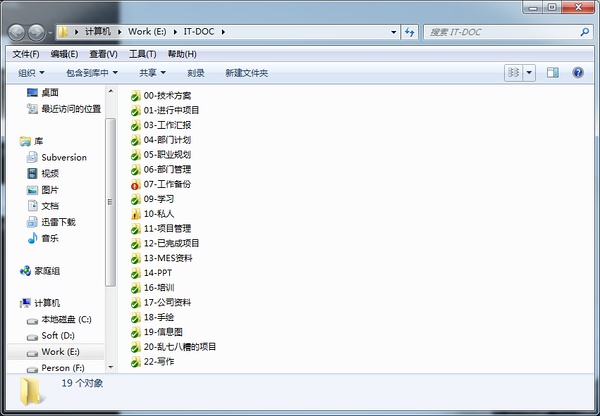 计算机 ▸ Work (E:) ▸ IT-DOC ▸
搜索 IT-DOC
文件(F) 编辑(E) 查看(V) 工具(T) 帮助(H)
组织 包含到库中 共享 刻录 新建文件夹
桌面
最近访问的位置
库
Subversion
视频
图片
文档
迅雷下载
音乐
家庭组
计算机
本地磁盘 (C:)
Soft (D:)
Work (E:)
Person (F:)
00-技术方案
01-进行中项目
03-工作汇报
04-部门计划
05-职业规划
06-部门管理
07-工作备份
09-学习
10-私人
11-项目管理
12-已完成项目
13-MES资料
14-PPT
16-培训
17-公司资料
18-手绘
19-信息图
20-乱七八糟的项目
22-写作
19 个对象